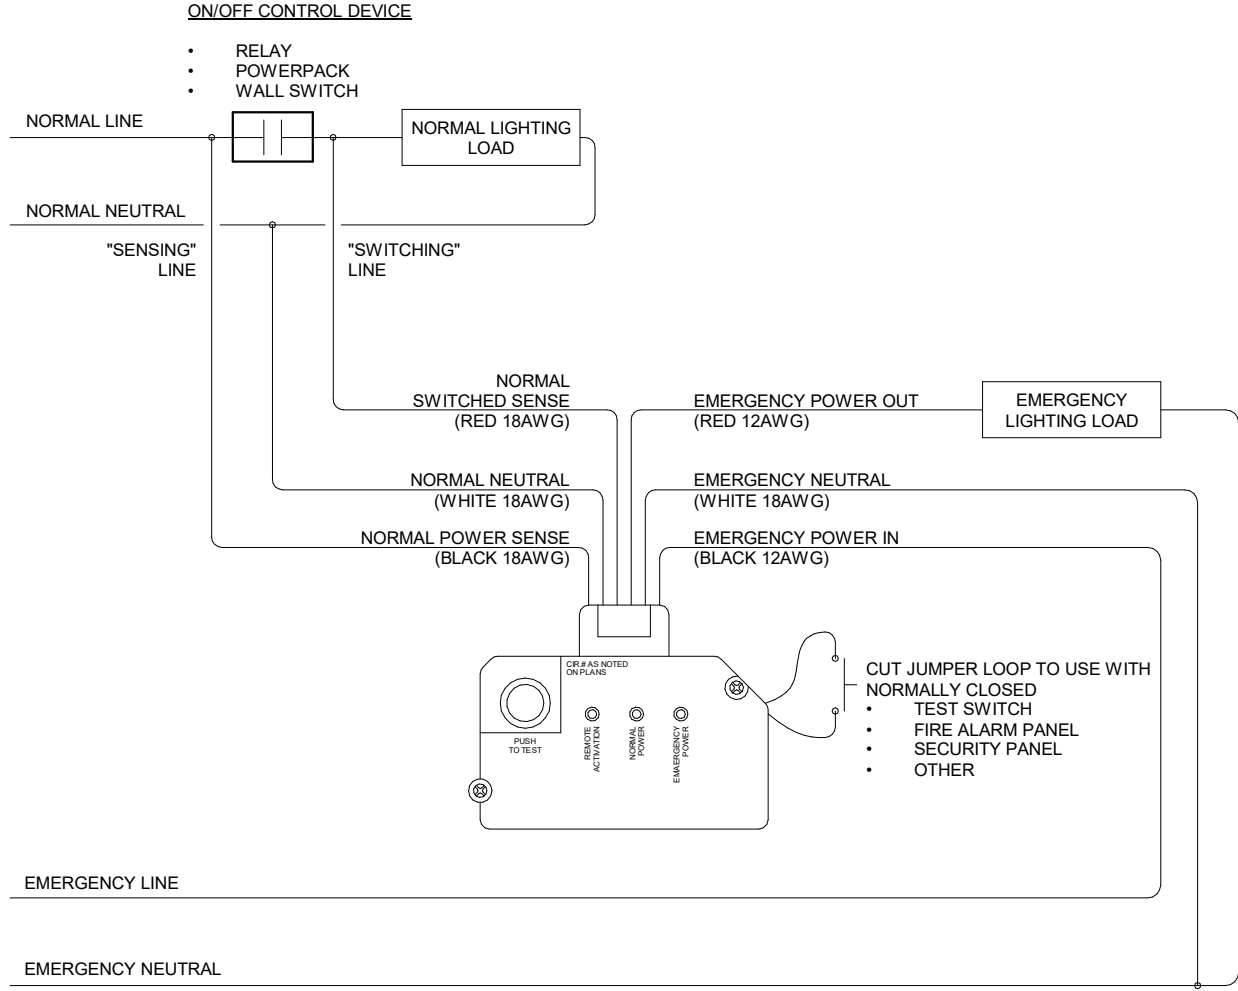 ON/OFF CONTROL DEVICE
• RELAY
• POWERPACK
• WALL SWITCH
NORMAL LINE
NORMAL LIGHTING
LOAD
NORMAL NEUTRAL
"SENSING"
LINE
"SWITCHING"
LINE
NORMAL
SWITCHED SENSE
(RED 18AWG)
EMERGENCY POWER OUT
(RED 12AWG)
EMERGENCY
LIGHTING LOAD
NORMAL NEUTRAL
(WHITE 18AWG)
EMERGENCY NEUTRAL
(WHITE 18AWG)
NORMAL POWER SENSE
(BLACK 18AWG)
EMERGENCY POWER IN
(BLACK 12AWG)
CIR.# AS NOTED
ON PLANS
PUSH
TO TEST
REMOTE
ACTIVATION
NORMAL
POWER
EMAERGENCY
POWER
CUT JUMPER LOOP TO USE WITH
NORMALLY CLOSED
• TEST SWITCH
• FIRE ALARM PANEL
• SECURITY PANEL
• OTHER
EMERGENCY LINE
EMERGENCY NEUTRAL